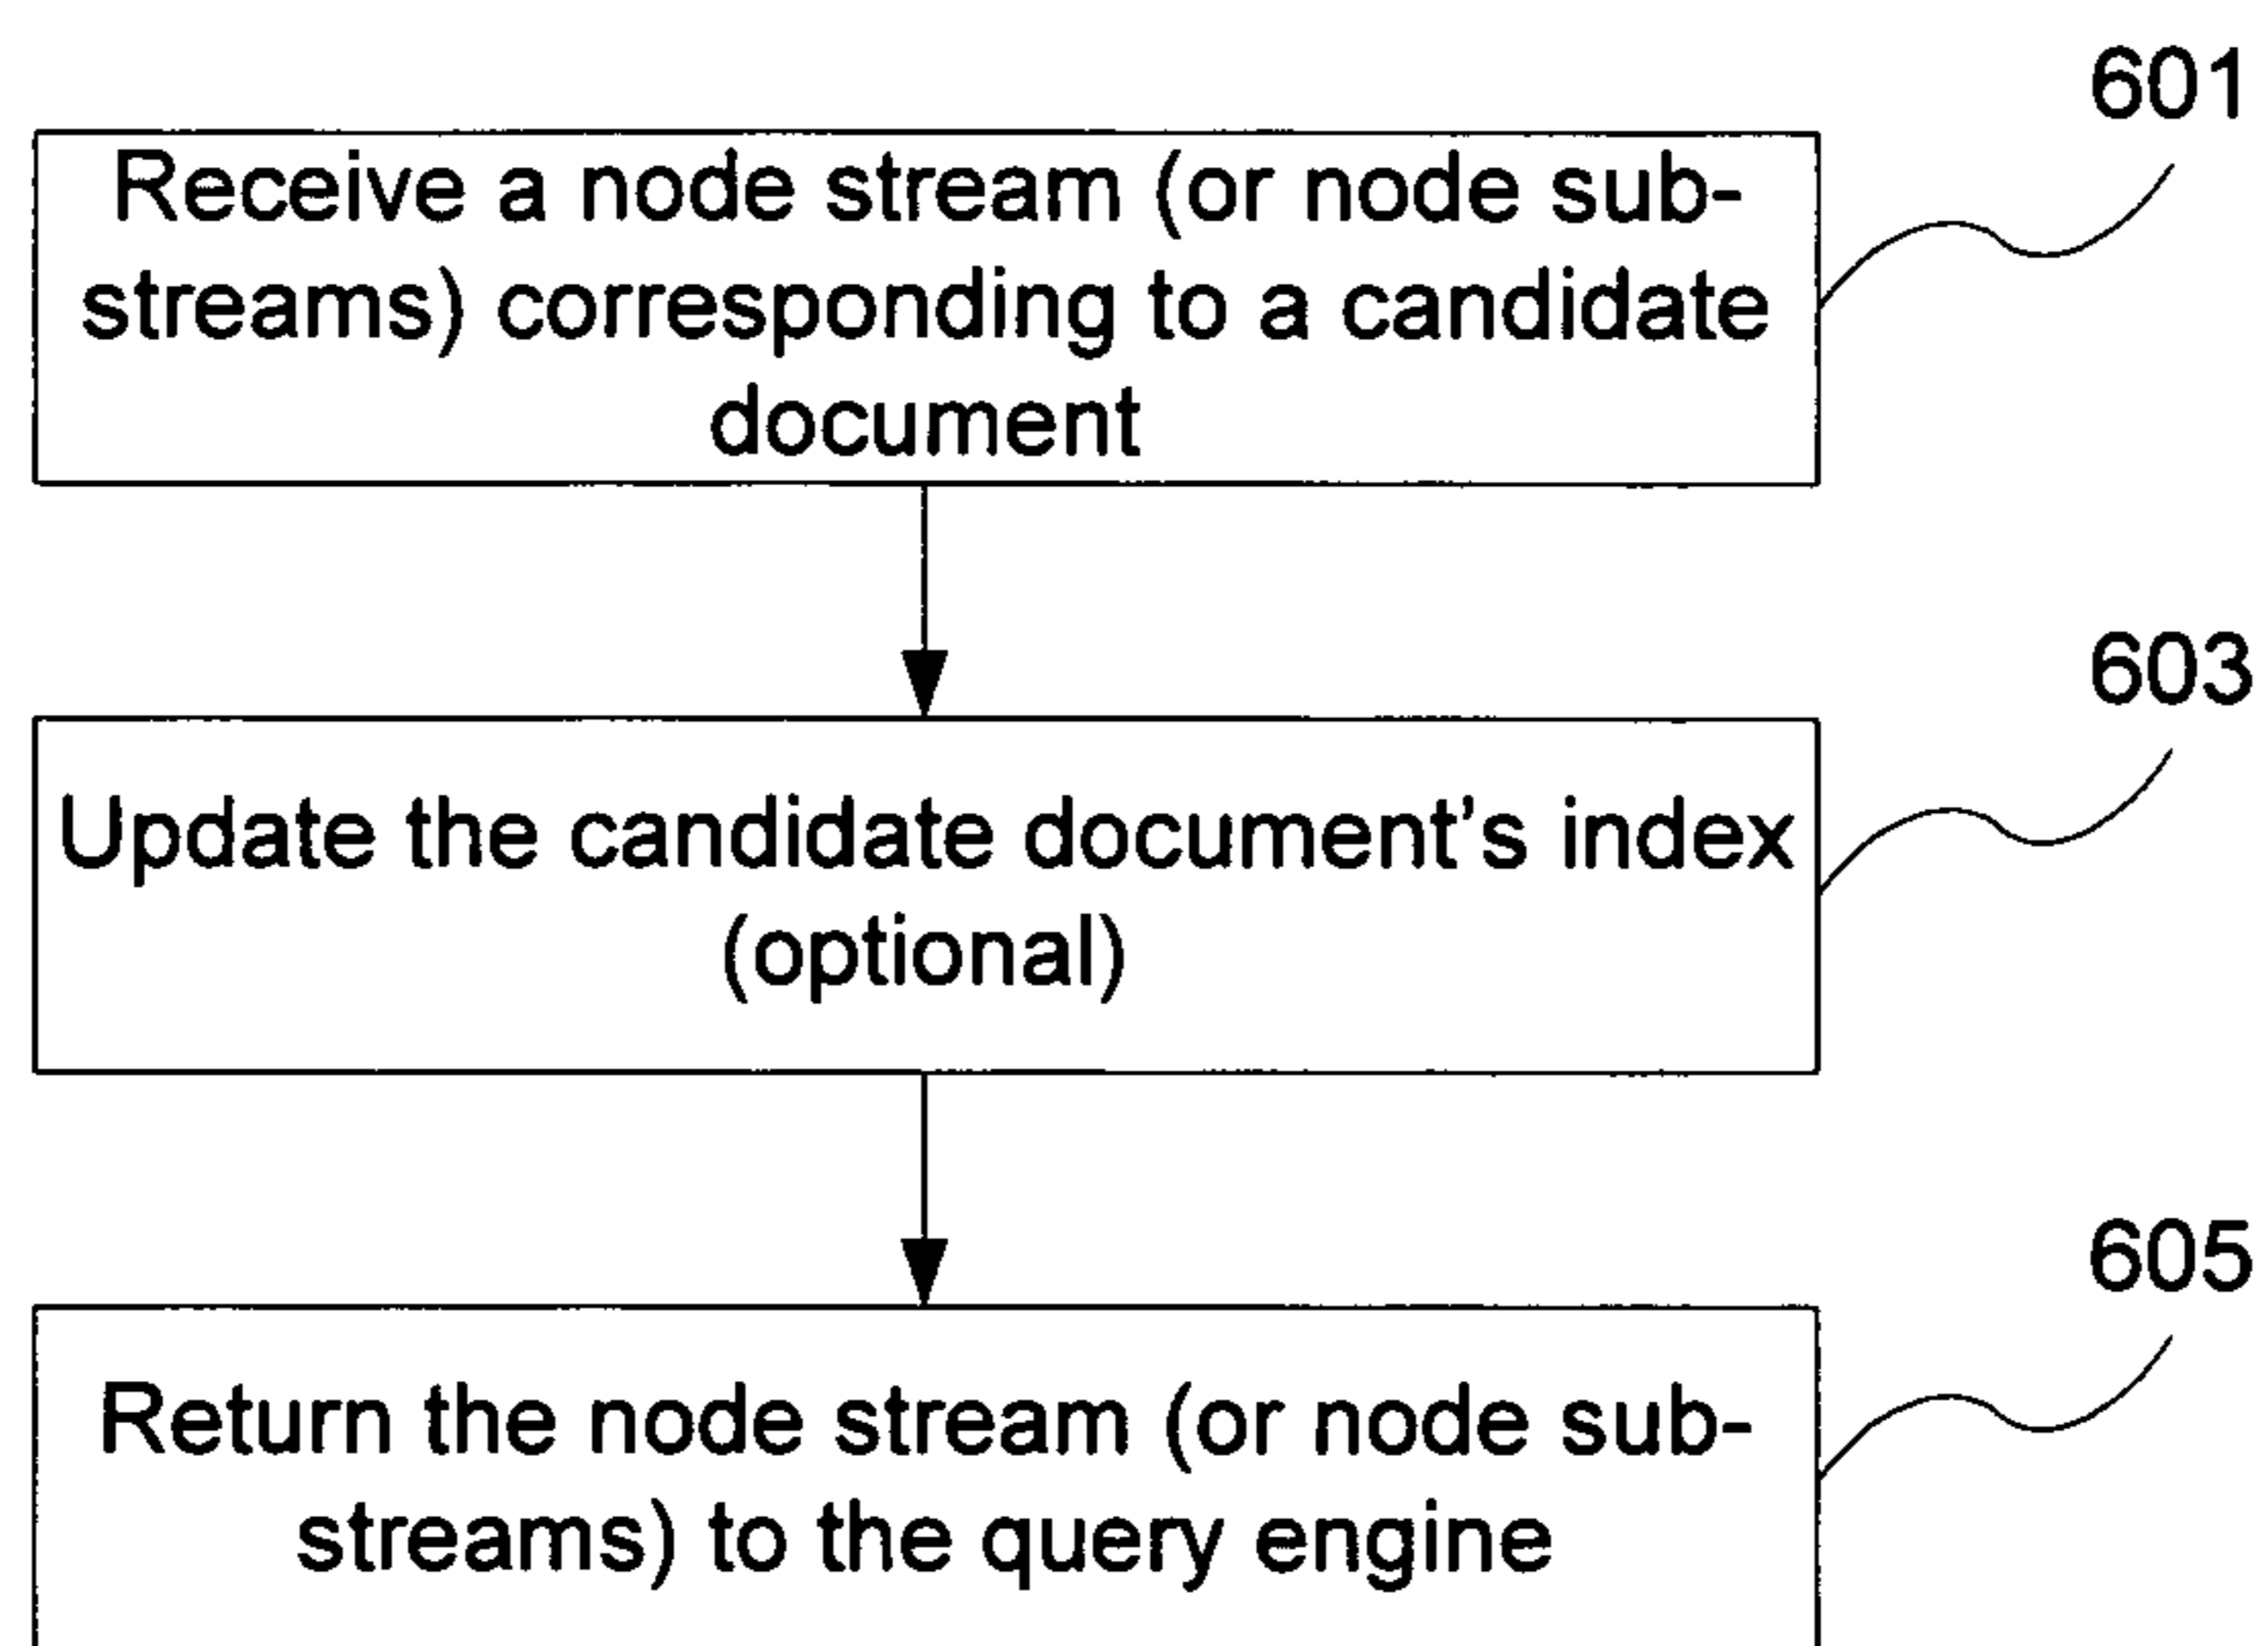 601
Receive a node stream (or node sub-
streams) corresponding to a candidate
document
603
Update the candidate document's index
(optional)
605
Return the node stream (or node sub-
streams) to the query engine